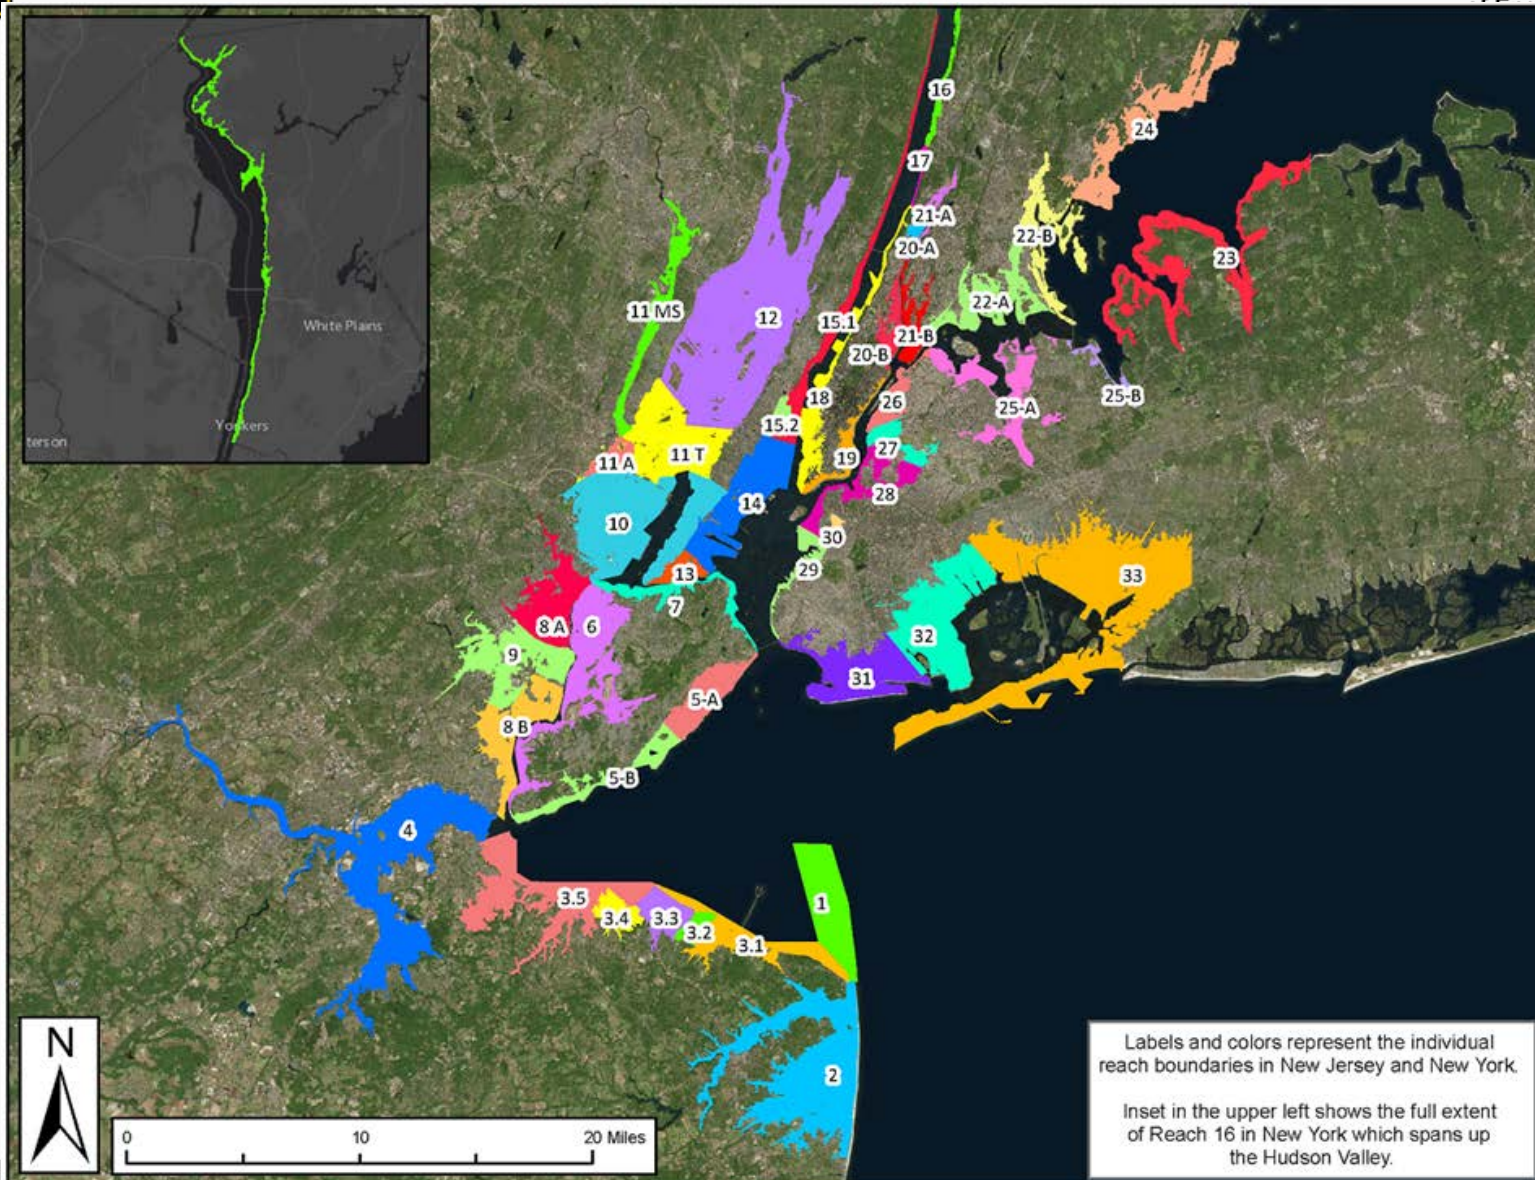 16
24
17
21-A
20-A
22-B
23
11 MS
12
15.1
22-A
20-B
21-B
18
26
25-A
25-B
15.2
27
11 A
11 T
19
28
14
10
30
29
13
33
7
8 A
6
32
9
31
5-A
8 B
5-B
4
3.5
3.4
3.3
3.2
3.1
1
2
White Plains
Yonkers
terson
N
0 10 20 Miles
Labels and colors represent the individual
reach boundaries in New Jersey and New York.
Inset in the upper left shows the full extent
of Reach 16 in New York which spans up
the Hudson Valley.